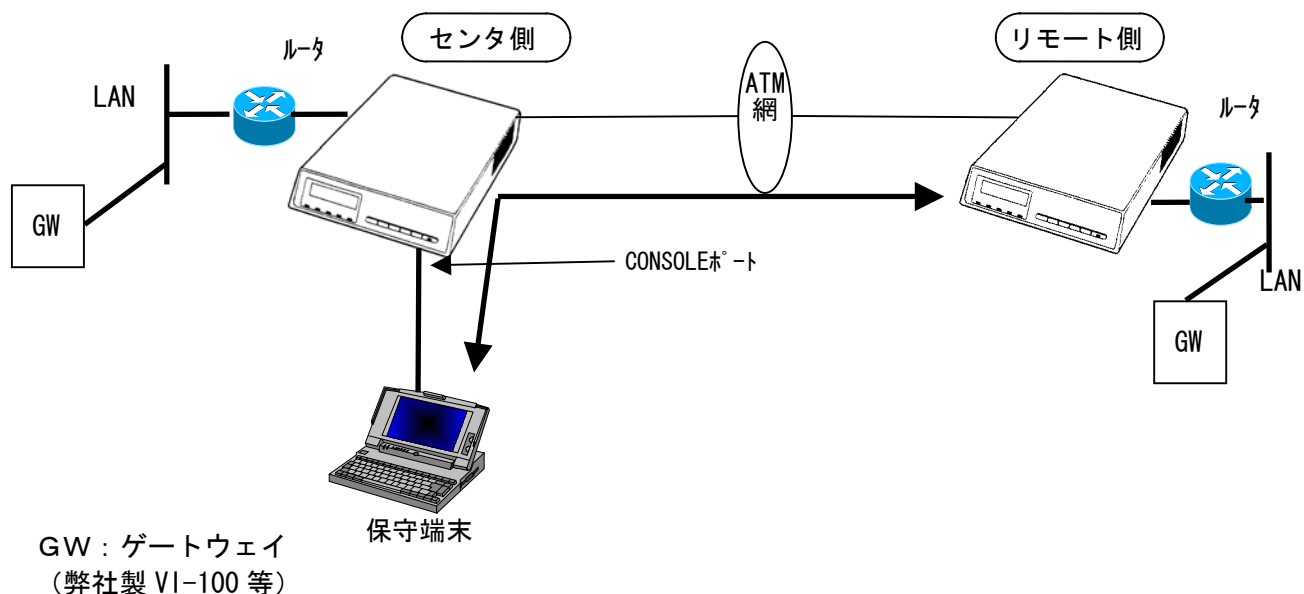 センタ側
リモート側
ﾙｰﾀ
ATM
網
LAN
ﾙｰﾀ
GW
CONSOLEﾎﾟｰﾄ
LAN
GW
保守端末
ＧＷ：ゲートウェイ
（弊社製 VI-100 等）